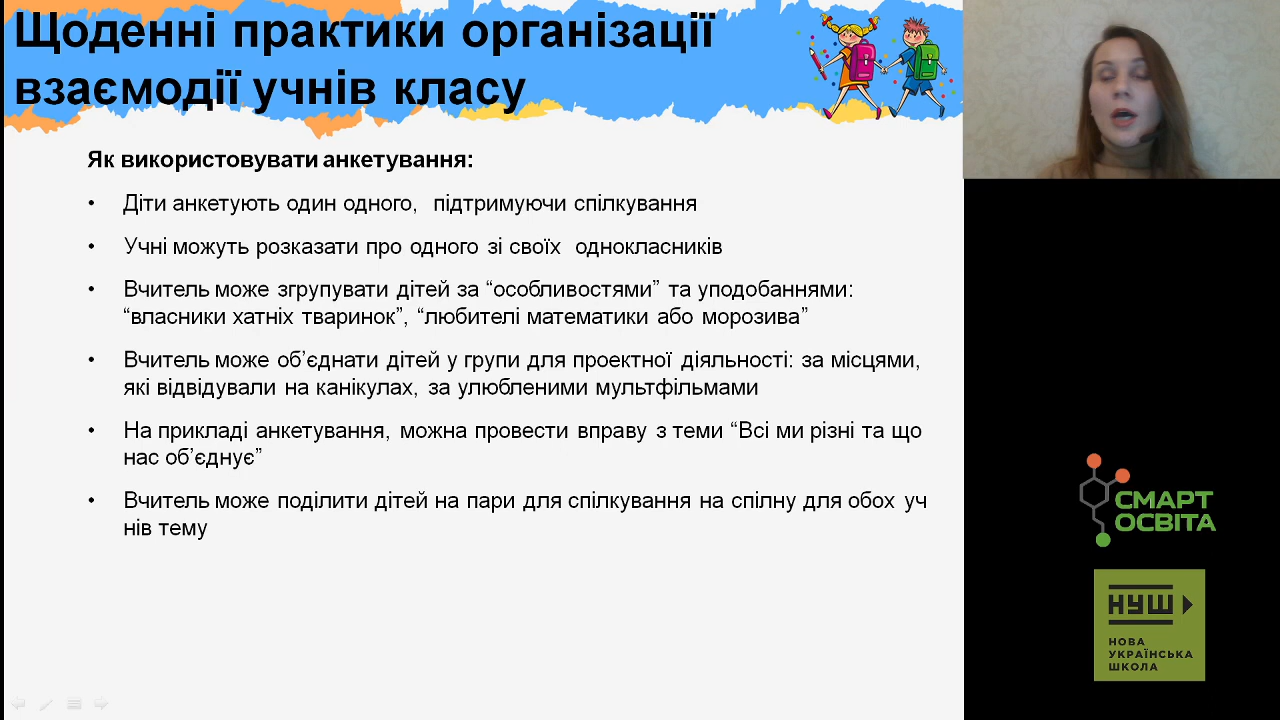 Щоденні практики організації
взаємодії учнів класу
Як використовувати анкетування:
• Діти анкетують один одного, підтримуючи спілкування
• Учні можуть розказати про одного зі своїх однокласників
• Вчитель може згрупувати дітей за “особливостями” та уподобаннями:
“власники хатніх тваринок”, “любителі математики або морозива”
• Вчитель може об’єднати дітей у групи для проектної діяльності: за місцями,
які відвідували на канікулах, за улюбленими мультфільмами
• На прикладі анкетування, можна провести вправу з теми “Всі ми різні та що
нас об’єднує”
• Вчитель може поділити дітей на пари для спілкування на спілну для обох уч
нів тему
СМАРТ
ОСВІТА
НУШ
НОВА
УКРАЇНСЬКА
ШКОЛА